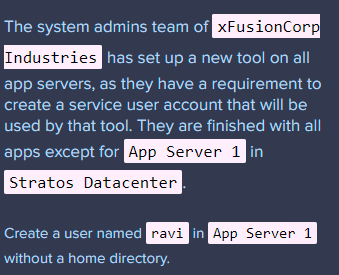 The system admins team of xFusionCorp
Industries has set up a new tool on all
app servers, as they have a requirement to
create a service user account that will be
used by that tool. They are finished with all
apps except for App Server 1 in
Stratos Datacenter.
Create a user named ravi in App Server 1
without a home directory.